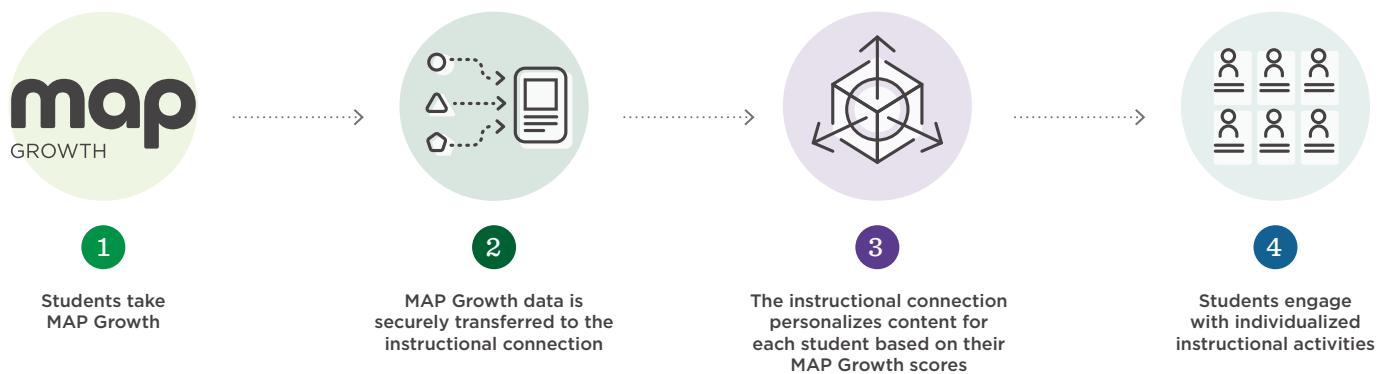 map
GROWTH
1
Students take
MAP Growth
2
MAP Growth data is
securely transferred to the
instructional connection
3
The instructional connection
personalizes content for
each student based on their
MAP Growth scores
4
Students engage
with individualized
instructional activities